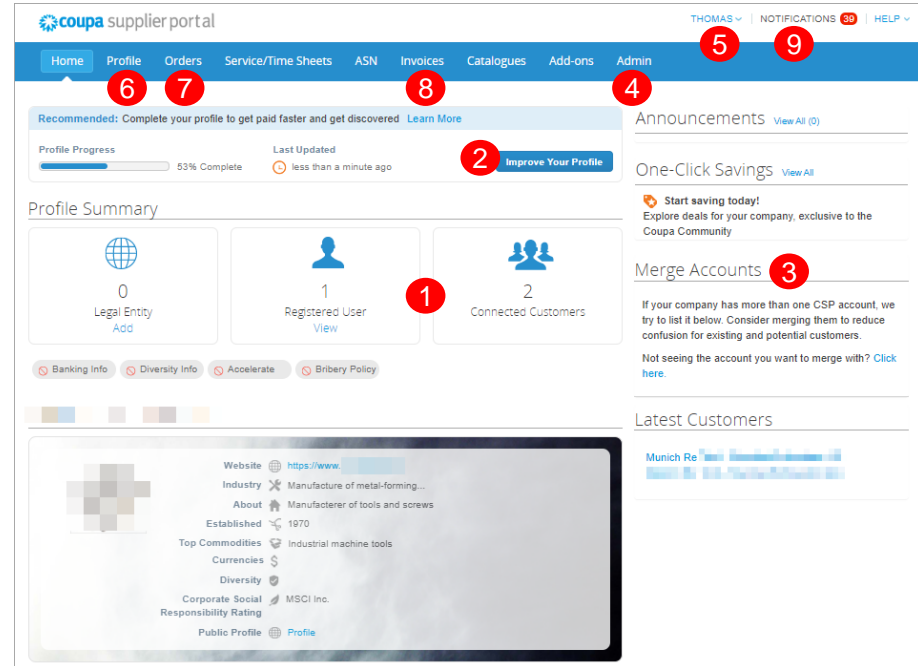 coupa supplier portal
THOMAS NOTIFICATIONS 39 HELP
5 9
Home Profile Orders Service/Time Sheets ASN Invoices Catalogues Add-ons Admin
6 7 8 4
Recommended: Complete your profile to get paid faster and get discovered Learn More
Profile Progress
53% Complete
Last Updated
less than a minute ago
2
Improve Your Profile
Profile Summary
0
Legal Entity
Add
1
Registered User
View
1
2
Connected Customers
Banking Info Diversity Info Accelerate Bribery Policy
Website https://www.
Industry Manufacture of metal-forming...
About Manufacterer of tools and screws
Established 1970
Top Commodities Industrial machine tools
Currencies
Diversity
Corporate Social MSCI Inc.
Responsibility Rating
Public Profile Profile
Announcements View All (0)
One-Click Savings View All
Start saving today!
Explore deals for your company, exclusive to the
Coupa Community
Merge Accounts 3
If your company has more than one CSP account, we
try to list it below. Consider merging them to reduce
confusion for existing and potential customers.
Not seeing the account you want to merge with? Click
here.
Latest Customers
Munich Re